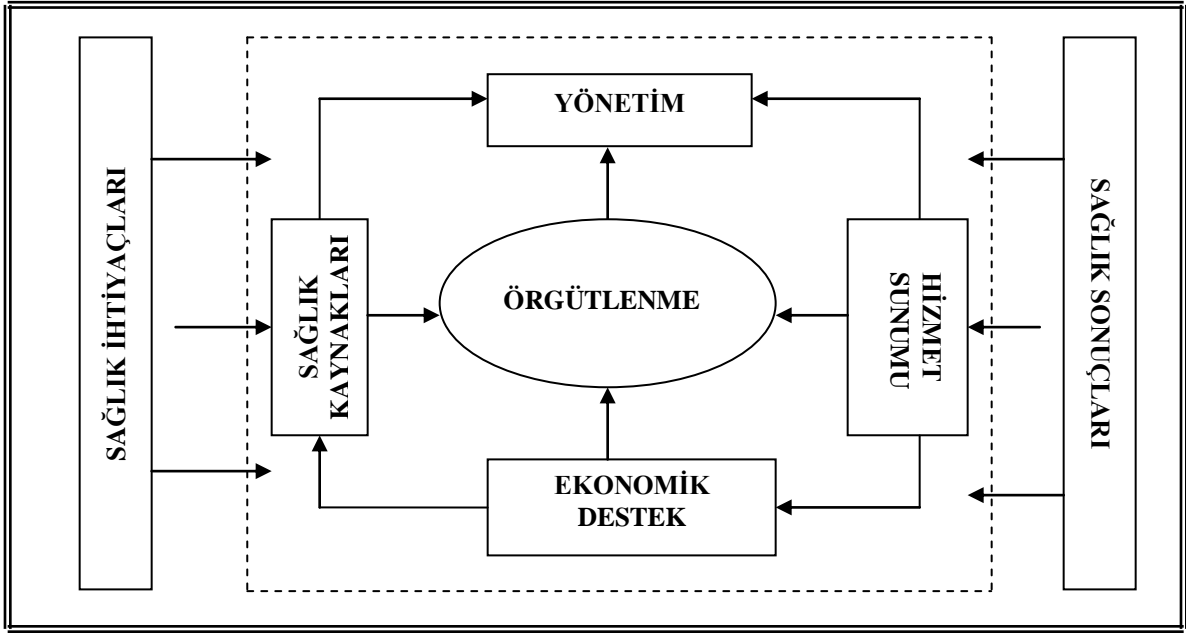 SAĞLIK İHTİYAÇLARI
YÖNETİM
SAĞLIK
KAYNAKLARI
ÖRGÜTLENME
HİZMET
SUNUMU
EKONOMİK
DESTEK
SAĞLIK SONUÇLARI